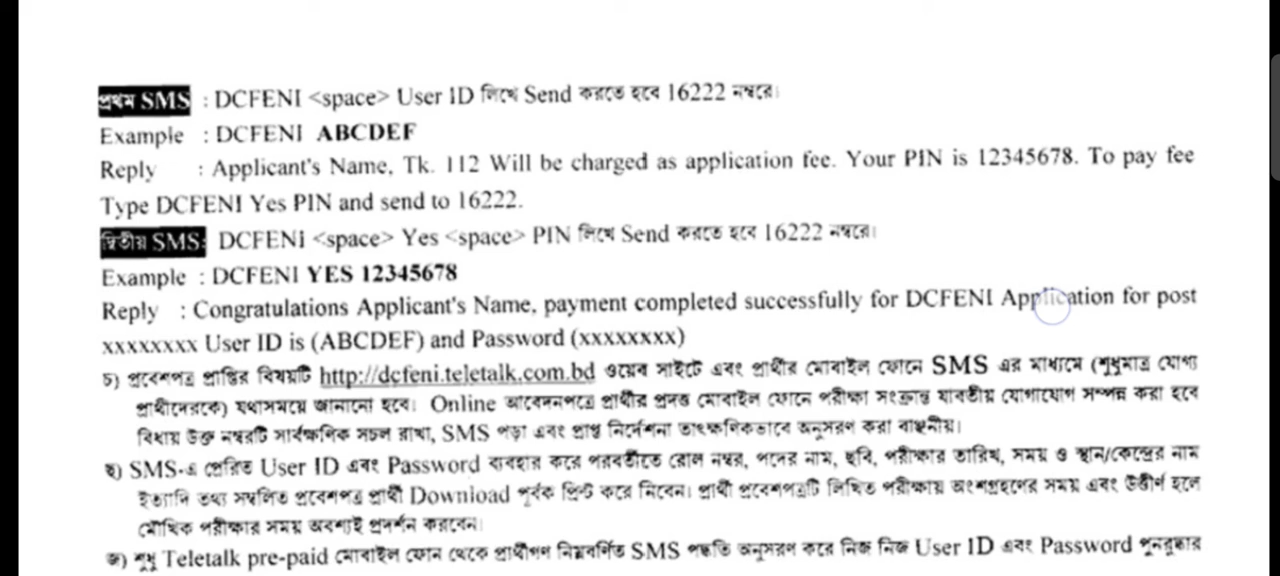 প্রথম SMS : DCFENI <space> User ID লিখে Send করতে হবে 16222 নম্বরে।
Example : DCFENI ABCDEF
Reply : Applicant's Name, Tk. 112 Will be charged as application fee. Your PIN is 12345678. To pay fee
Type DCFENI Yes PIN and send to 16222.
দ্বিতীয় SMS: DCFENI <space> Yes <space> PIN লিখে Send করতে হবে 16222 নম্বরে।
Example : DCFENI YES 12345678
Reply : Congratulations Applicant's Name, payment completed successfully for DCFENI Application for post
xxxxxxxx User ID is (ABCDEF) and Password (xxxxxxxx)
চ) প্রবেশপত্র প্রাপ্তির বিষয়টি http://dcfeni.teletalk.com.bd ওয়েব সাইটে এবং প্রার্থীর মোবাইল ফোনে SMS এর মাধ্যমে (শুধুমাত্র যোগ্য
প্রার্থীদেরকে) যথাসময়ে জানানো হবে। Online আবেদনপত্রে প্রার্থীর প্রদত্ত মোবাইল ফোনে পরীক্ষা সংক্রান্ত যাবতীয় যোগাযোগ সম্পন্ন করা হবে
বিধায় উক্ত নম্বরটি সার্বক্ষণিক সচল রাখা, SMS পড়া এবং প্রাপ্ত নির্দেশনা তাৎক্ষণিকভাবে অনুসরণ করা বাঞ্চনীয়।
ছ) SMS-এ প্রেরিত User ID এবং Password ব্যবহার করে পরবর্তীতে রোল নম্বর, পদের নাম, ছবি, পরীক্ষার তারিখ, সময় ও স্থান/কেন্দ্রের নাম
ইত্যাদি তথ্য সম্বলিত প্রবেশপত্র প্রার্থী Download পূর্বক প্রিন্ট করে নিবেন। প্রার্থী প্রবেশপত্রটি লিখিত পরীক্ষায় অংশগ্রহণের সময় এবং উত্তীর্ণ হলে
মৌখিক পরীক্ষার সময় অবশ্যই প্রদর্শন করবেন।
জ) শুধু Teletalk pre-paid মোবাইল ফোন থেকে প্রার্থীগণ নিম্নবর্ণিত SMS পদ্ধতি অনুসরণ করে নিজ নিজ User ID এবং Password পুনরুদ্ধার